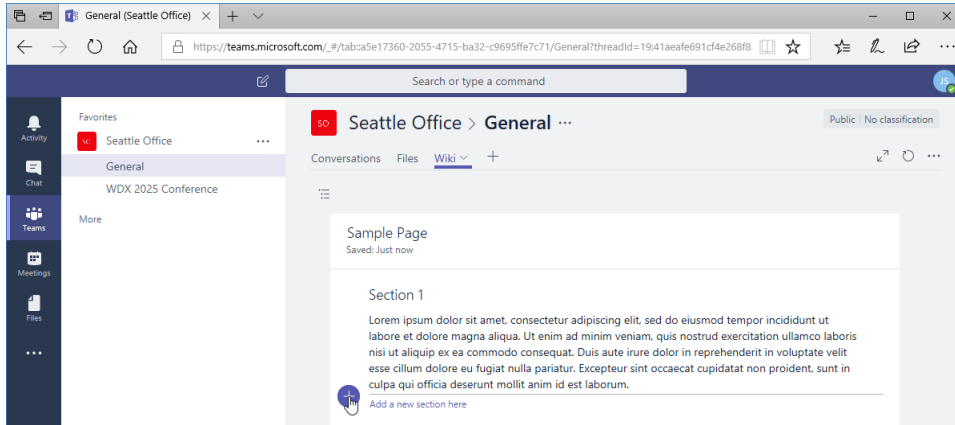 General (Seattle Office)
https://teams.microsoft.com/_#/tab:a5e17360-2055-4715-ba32-c9695ffe7c71/General?threadId=19:41aeafe691cf4e268f8
Search or type a command
JS
Activity
Chat
Teams
Meetings
Files
Favorites
SO
Seattle Office
General
WDX 2025 Conference
More
SO
Seattle Office > General
Public
No classification
Conversations
Files
Wiki
Sample Page
Saved: Just now
Section 1
Lorem ipsum dolor sit amet, consectetur adipiscing elit, sed do eiusmod tempor incididunt ut
labore et dolore magna aliqua. Ut enim ad minim veniam, quis nostrud exercitation ullamco laboris
nisi ut aliquip ex ea commodo consequat. Duis aute irure dolor in reprehenderit in voluptate velit
esse cillum dolore eu fugiat nulla pariatur. Excepteur sint occaecat cupidatat non proident, sunt in
culpa qui officia deserunt mollit anim id est laborum.
Add a new section here